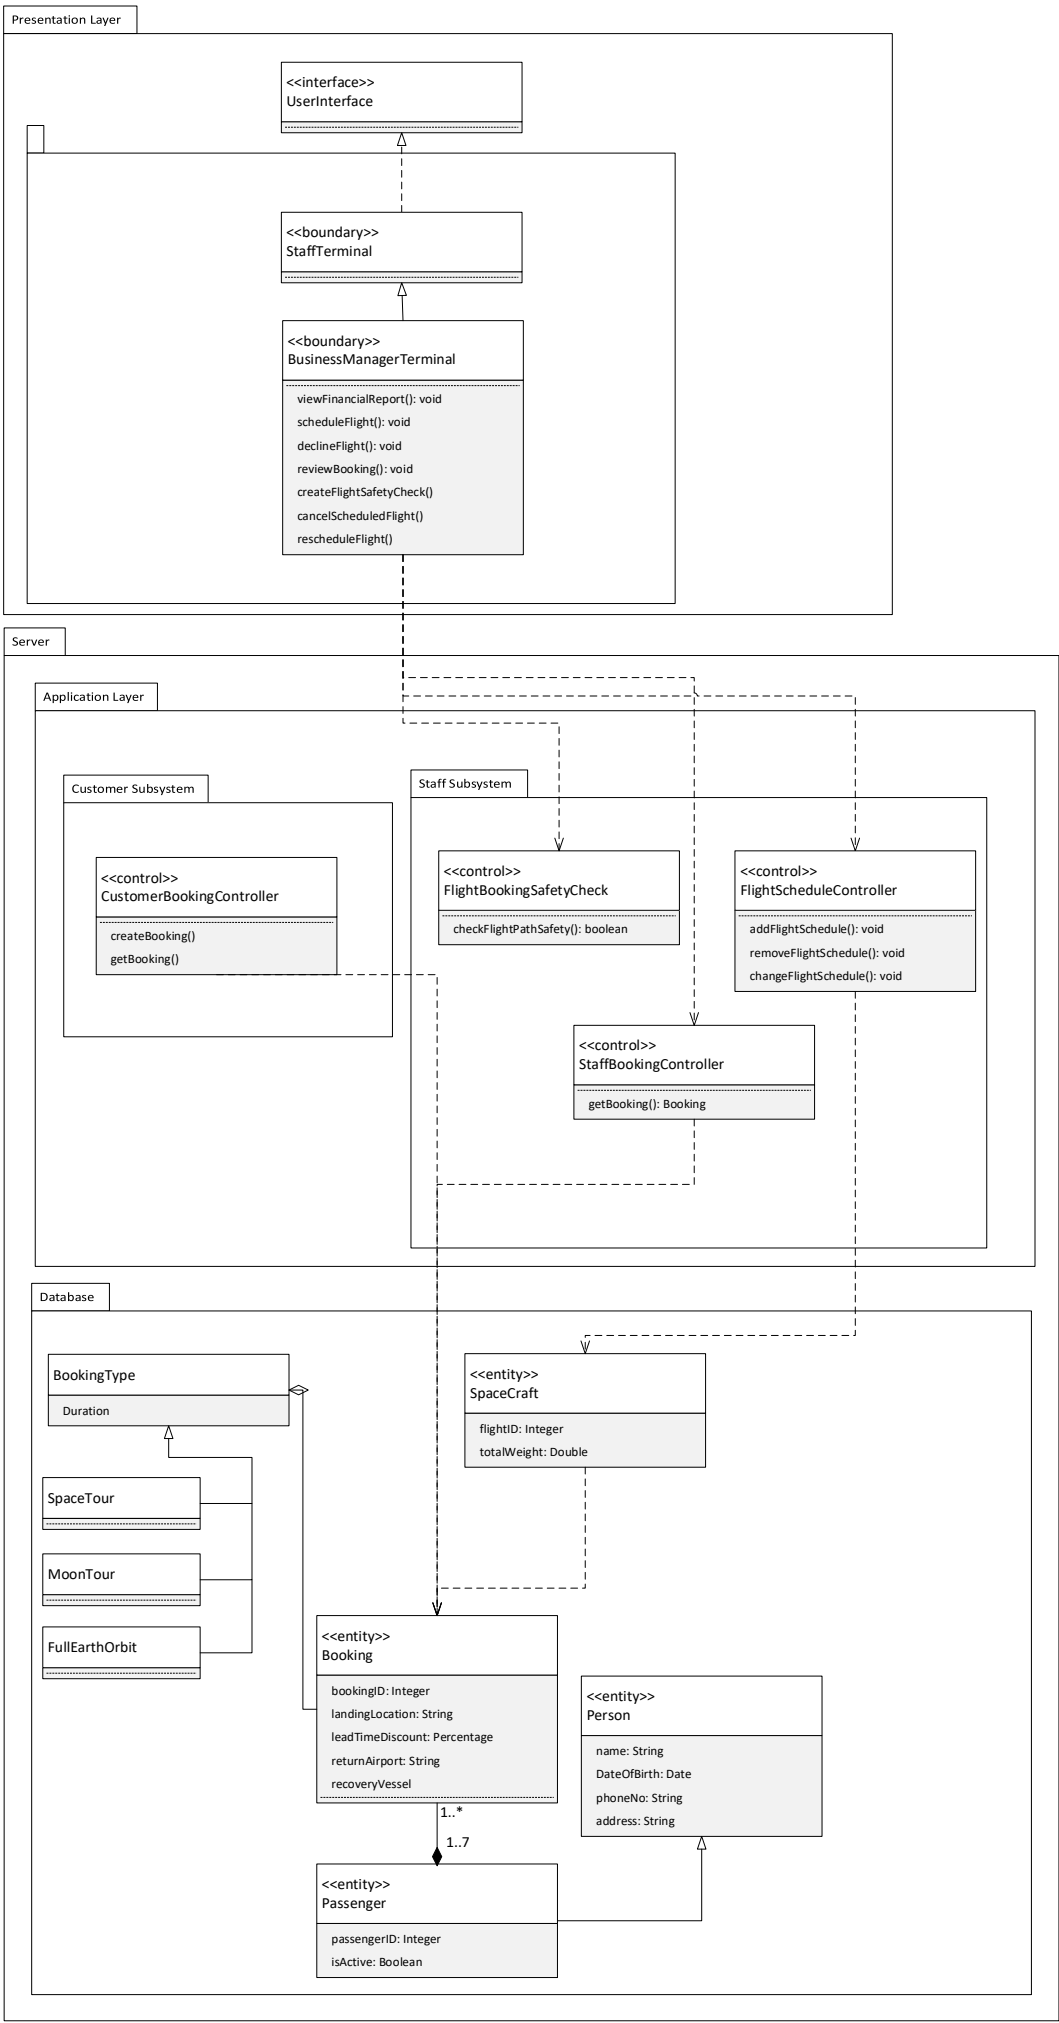 Presentation Layer
<<interface>>
UserInterface
<<boundary>>
StaffTerminal
<<boundary>>
BusinessManagerTerminal
viewFinancialReport(): void
scheduleFlight(): void
declineFlight(): void
reviewBooking(): void
createFlightSafetyCheck()
cancelScheduledFlight()
rescheduleFlight()
Server
Application Layer
Customer Subsystem
<<control>>
CustomerBookingController
createBooking()
getBooking()
Staff Subsystem
<<control>>
FlightBookingSafetyCheck
checkFlightPathSafety(): boolean
<<control>>
FlightScheduleController
addFlightSchedule(): void
removeFlightSchedule(): void
changeFlightSchedule(): void
<<control>>
StaffBookingController
getBooking(): Booking
Database
BookingType
Duration
SpaceTour
MoonTour
FullEarthOrbit
<<entity>>
SpaceCraft
flightID: Integer
totalWeight: Double
<<entity>>
Booking
bookingID: Integer
landingLocation: String
leadTimeDiscount: Percentage
returnAirport: String
recoveryVessel
<<entity>>
Person
name: String
DateOfBirth: Date
phoneNo: String
address: String
1..*
1..7
<<entity>>
Passenger
passengerID: Integer
isActive: Boolean